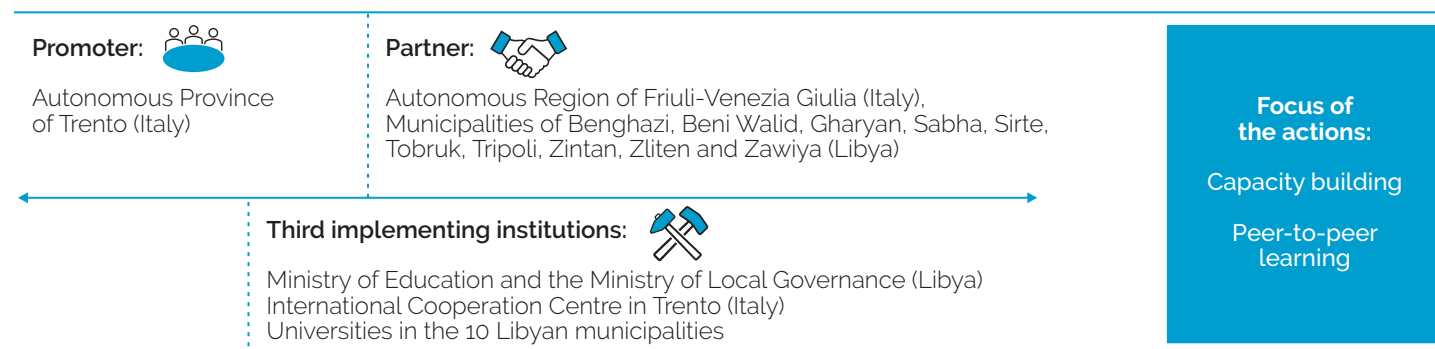 Promoter:
Autonomous Province
of Trento (Italy)
Partner:
Autonomous Region of Friuli-Venezia Giulia (Italy),
Municipalities of Benghazi, Beni Walid, Gharyan, Sabha, Sirte,
Tobruk, Tripoli, Zintan, Zliten and Zawiya (Libya)
Third implementing institutions:
Ministry of Education and the Ministry of Local Governance (Libya)
International Cooperation Centre in Trento (Italy)
Universities in the 10 Libyan municipalities
Focus of
the actions:
Capacity building
Peer-to-peer
learning